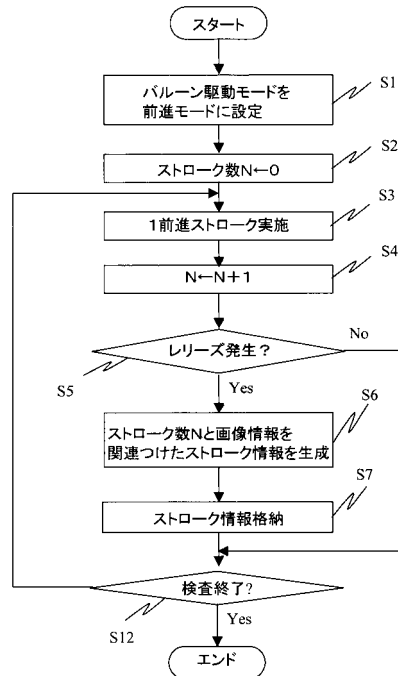 スタート
バルーン駆動モードを
前進モードに設定
S1
ストローク数N←0
S2
1前進ストローク実施
S3
N←N+1
S4
レリーズ発生?
No
S5
Yes
ストローク数Nと画像情報を
関連つけたストローク情報を生成
S6
ストローク情報格納
S7
検査終了?
S12
Yes
エンド